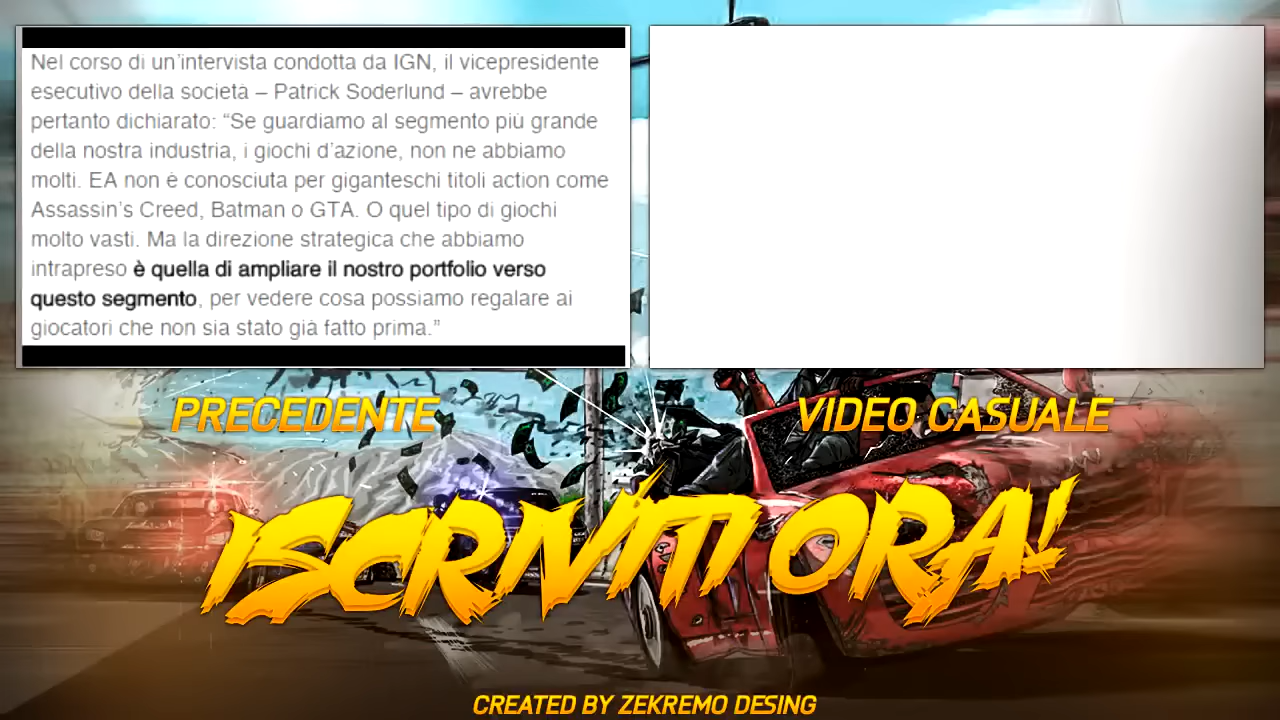 Nel corso di un'intervista condotta da IGN, il vicepresidente
esecutivo della società – Patrick Soderlund – avrebbe
pertanto dichiarato: “Se guardiamo al segmento più grande
della nostra industria, i giochi d'azione, non ne abbiamo
molti. EA non è conosciuta per giganteschi titoli action come
Assassin's Creed, Batman o GTA. O quel tipo di giochi
molto vasti. Ma la direzione strategica che abbiamo
intrapreso è quella di ampliare il nostro portfolio verso
questo segmento, per vedere cosa possiamo regalare ai
giocatori che non sia stato già fatto prima.”
PRECEDENTE
VIDEO CASUALE
ISCRIVITI ORA!
CREATED BY ZEKREMO DESING